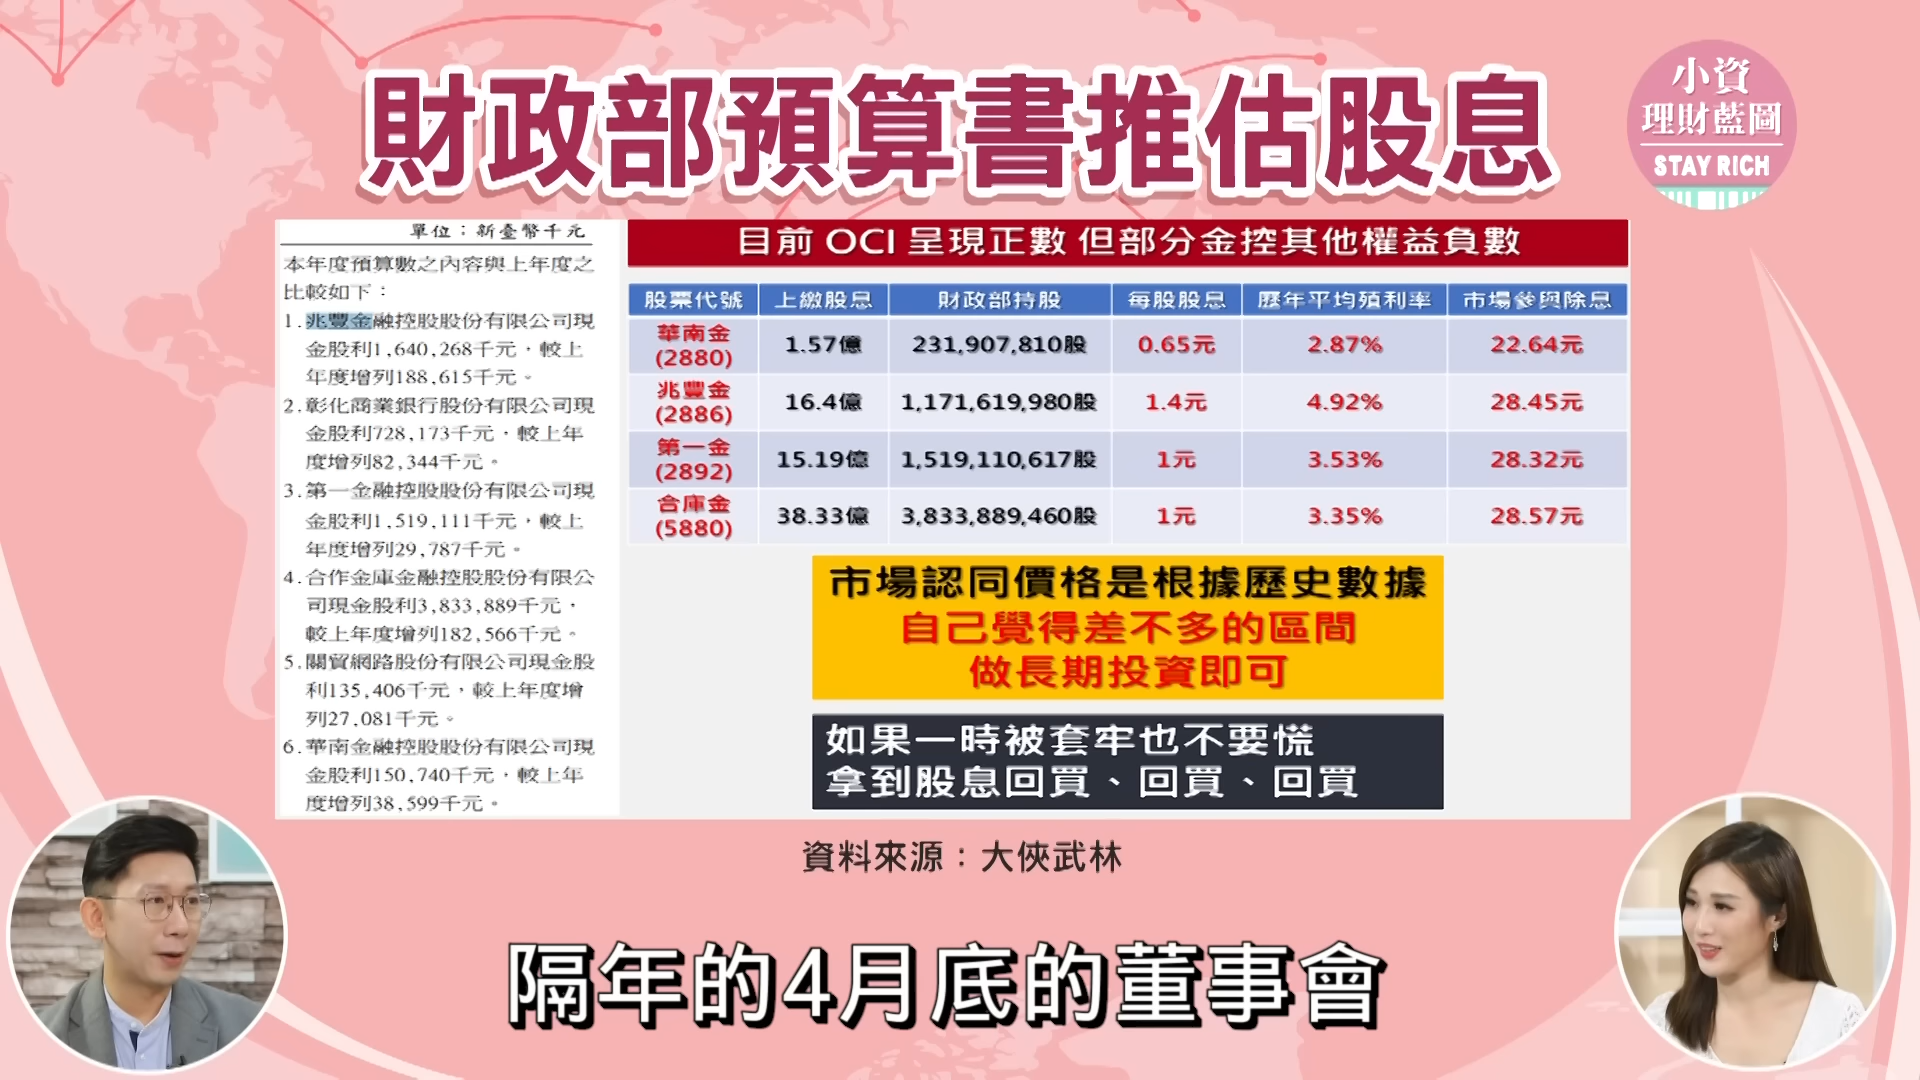 財政部預算書推估股息
小資
理財藍圖
STAY RICH
單位：新臺幣千元
本年度預算數之內容與上年度之
比較如下：
1.兆豐金融控股股份有限公司現
金股利1,640,268千元，較上
年度增列188,615千元。
2.彰化商業銀行股份有限公司現
金股利728,173千元，較上年
度增列82,344千元。
3.第一金融控股股份有限公司現
金股利1,519,111千元，較上
年度增列29,787千元。
4.合作金庫金融控股股份有限公
司現金股利3,833,889千元，
較上年度增列182,566千元。
5.關貿網路股份有限公司現金股
利135,406千元，較上年度增
列27,081千元。
6.華南金融控股股份有限公司現
金股利150,740千元，較上年
度增列38,599千元。
目前 OCI 呈現正數 但部分金控其他權益負數
股票代號 上繳股息 財政部持股 每股股息 歷年平均殖利率 市場參與除息
華南金
(2880) 1.57億 231,907,810股 0.65元 2.87% 22.64元
兆豐金
(2886) 16.4億 1,171,619,980股 1.4元 4.92% 28.45元
第一金
(2892) 15.19億 1,519,110,617股 1元 3.53% 28.32元
合庫金
(5880) 38.33億 3,833,889,460股 1元 3.35% 28.57元
市場認同價格是根據歷史數據
自己覺得差不多的區間
做長期投資即可
如果一時被套牢也不要慌
拿到股息回買、回買、回買
資料來源：大俠武林
隔年的4月底的董事會